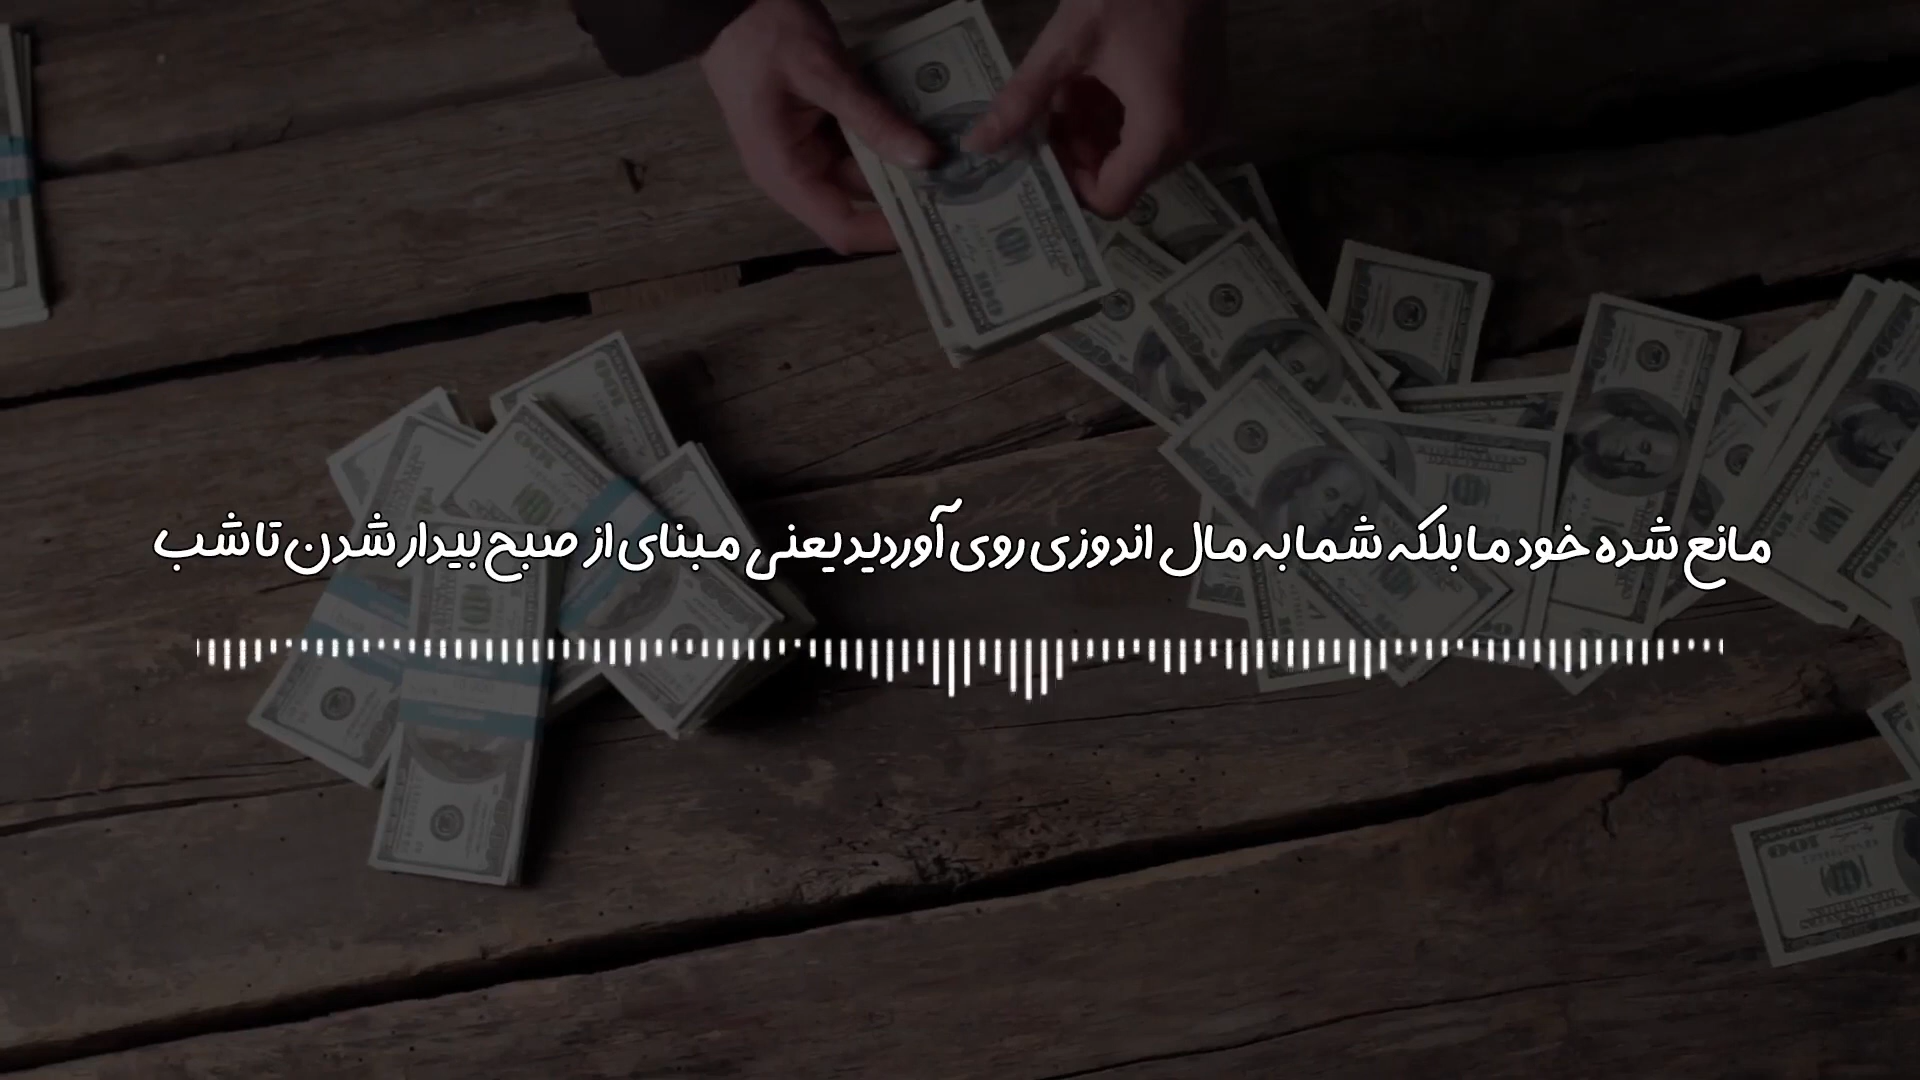 مانع شده خود ما بلکه شما به مال اندوزی روی آوردید یعنی مبنای از صبح بیدار شدن تا شب